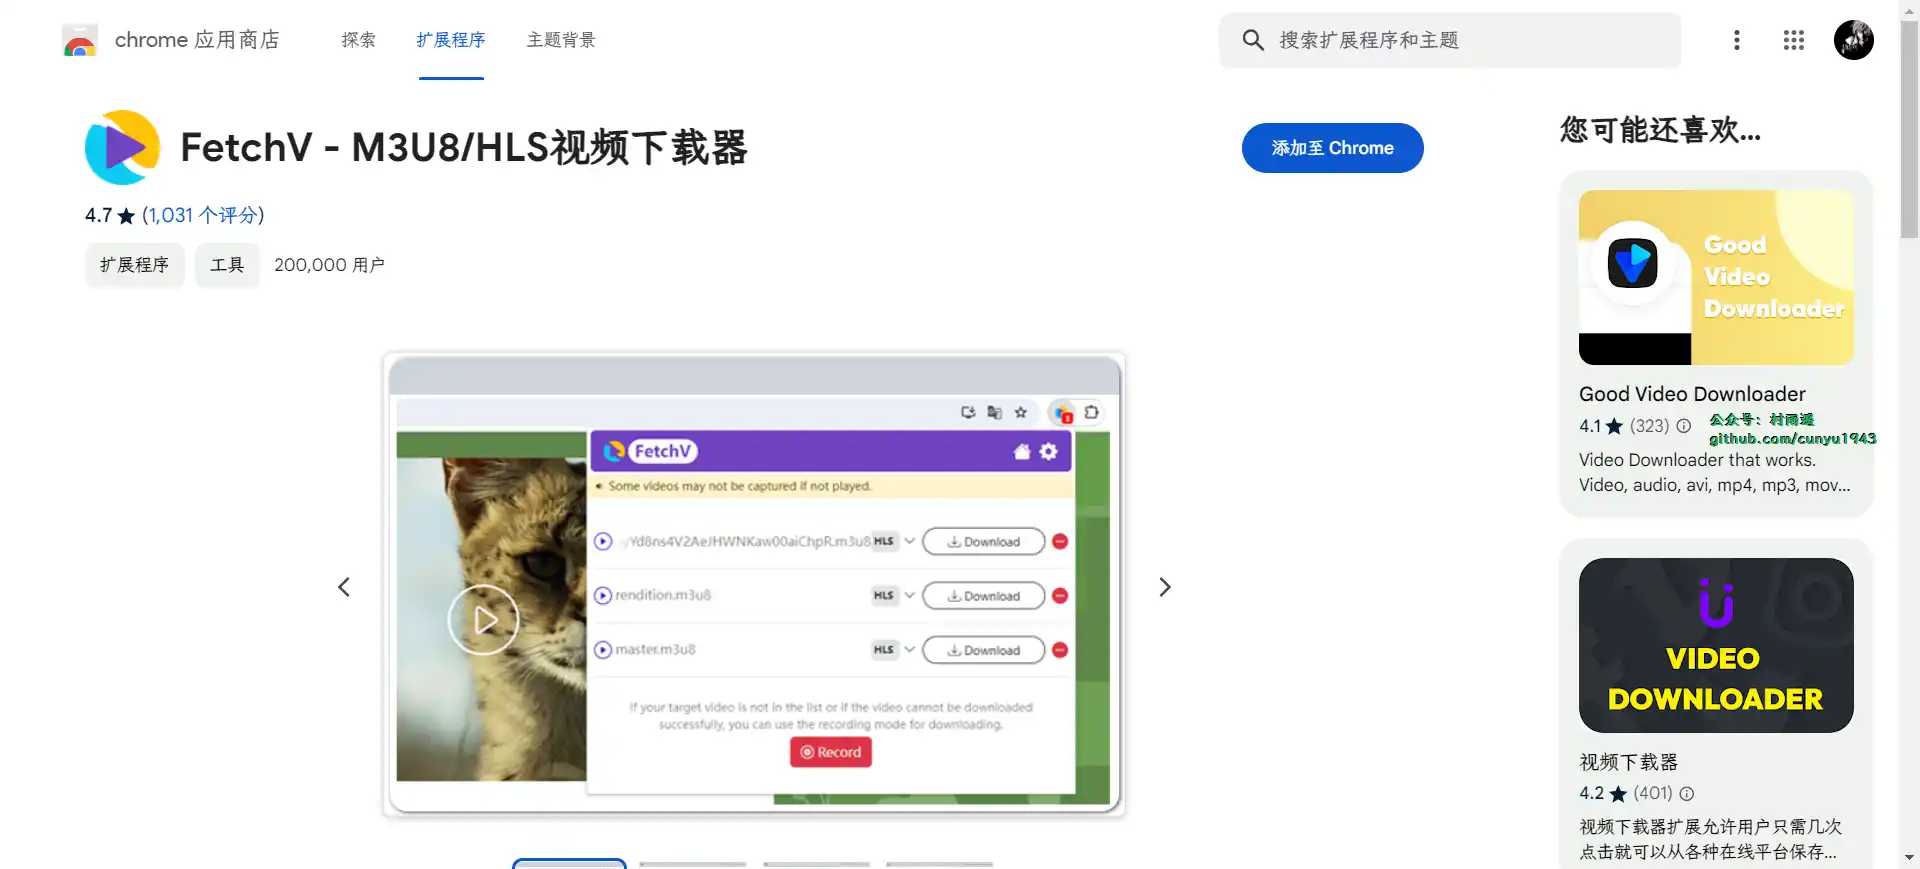 chrome 应用商店
探索
扩展程序
主题背景
搜索扩展程序和主题
FetchV - M3U8/HLS视频下载器
添加至 Chrome
4.7 ★ (1,031 个评分)
扩展程序
工具
200,000 用户
FetchV
Some videos may not be captured if not played.
Yd8ns4V2AeJHWNKaw00aiChpR.m3u8 HLS Download
rendition.m3u8 HLS Download
master.m3u8 HLS Download
If your target video is not in the list or if the video cannot be downloaded
successfully, you can use the recording mode for downloading.
Record
您可能还喜欢...
Good
Video
Downloader
Good Video Downloader
4.1 ★ (323)
公众号：村雨遥
github.com/cunyu1943
Video Downloader that works.
Video, audio, avi, mp4, mp3, mov...
VIDEO
DOWNLOADER
视频下载器
4.2 ★ (401)
视频下载器扩展允许用户只需几次
点击就可以从各种在线平台保存...